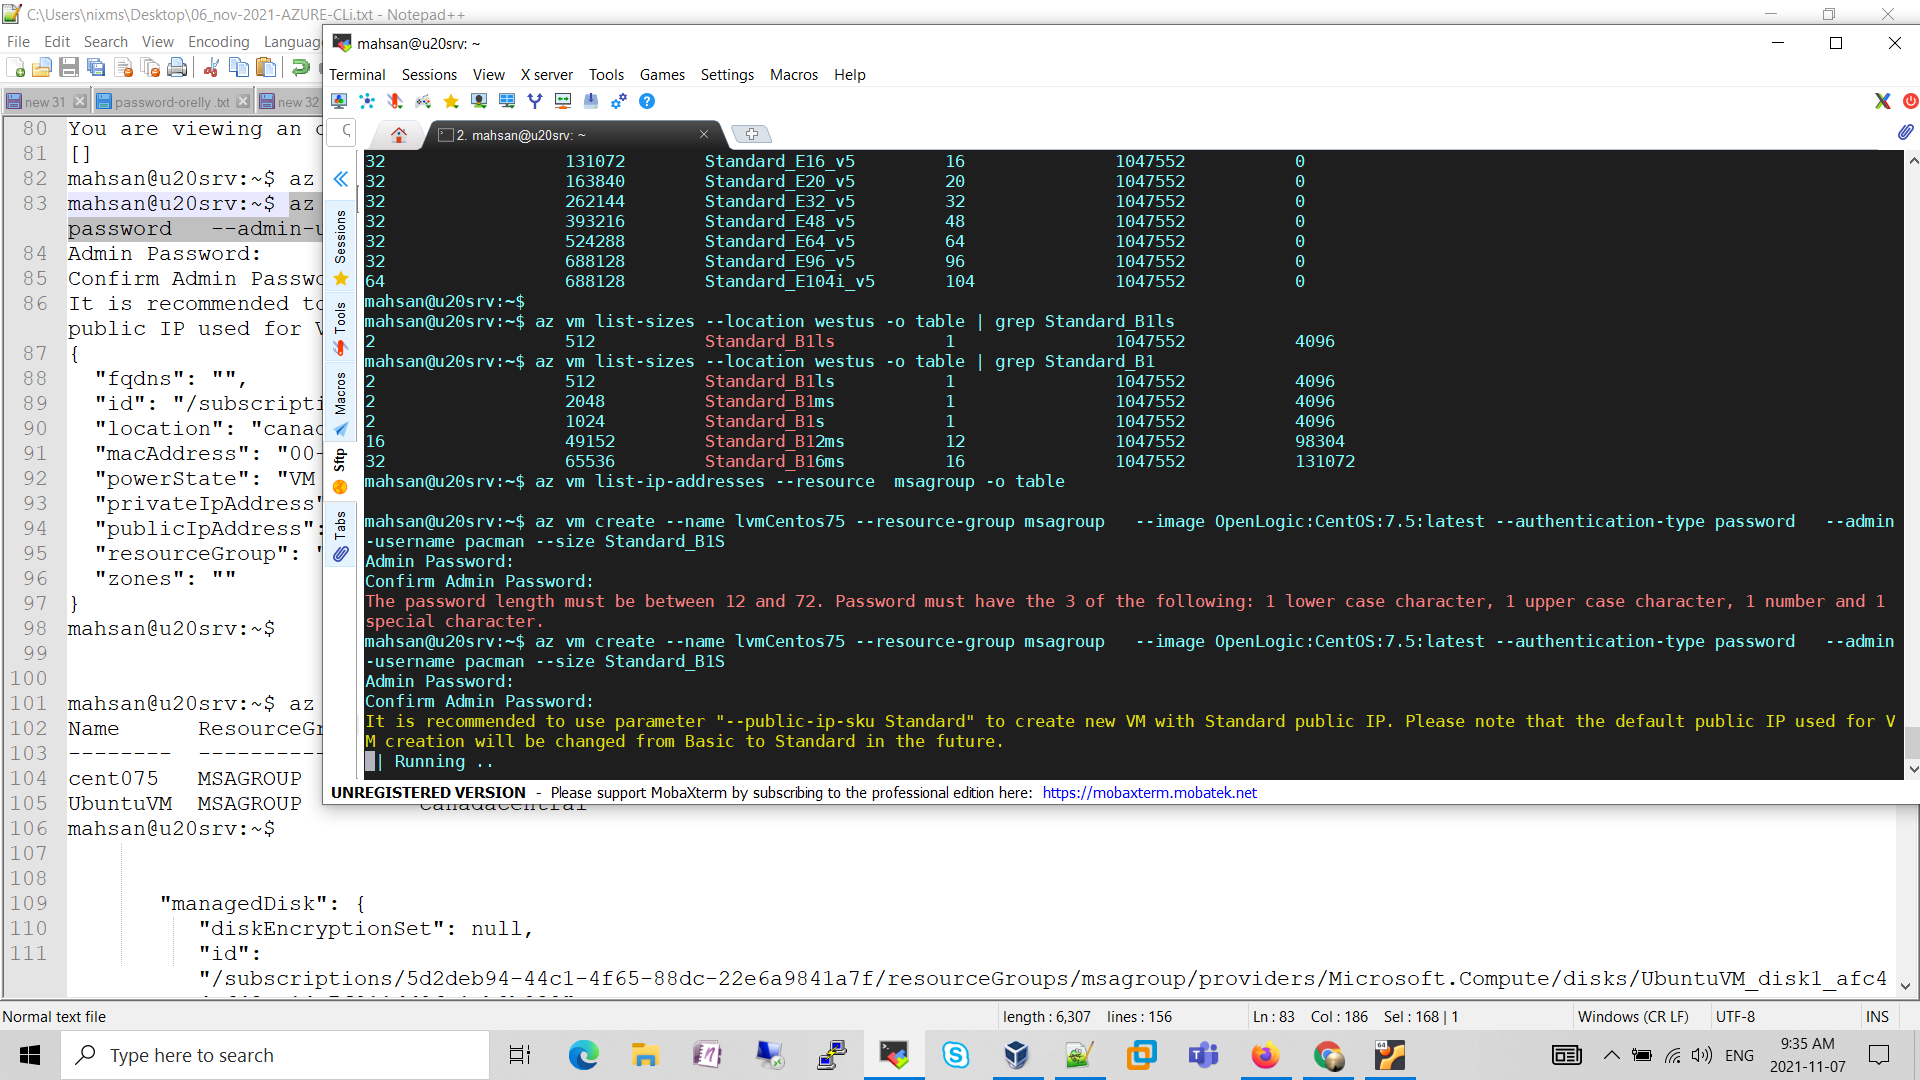 C:\Users\nixms\Desktop\06_nov-2021-AZURE-CLi.txt - Notepad++
File Edit Search View Encoding Language
new 31 password-orelly .txt new 32
80 You are viewing an
81 []
82 mahsan@u20srv:~$ az
83 mahsan@u20srv:~$ az
password --admin-u
84 Admin Password:
85 Confirm Admin Passwo
86 It is recommended to
public IP used for V
87 {
88 "fqdns": "",
89 "id": "/subscripti
90 "location": "canad
91 "macAddress": "00-
92 "powerState": "VM
93 "privateIpAddress"
94 "publicIpAddress":
95 "resourceGroup": "
96 "zones": ""
97 }
98 mahsan@u20srv:~$
99
100
101 mahsan@u20srv:~$ az
102 Name ResourceGr
103 -------- ----------
104 cent075 MSAGROUP
105 UbuntuVM MSAGROUP CanadaCentral
106 mahsan@u20srv:~$
107
108
109 "managedDisk": {
110 "diskEncryptionSet": null,
111 "id":
"/subscriptions/5d2deb94-44c1-4f65-88dc-22e6a9841a7f/resourceGroups/msagroup/providers/Microsoft.Compute/disks/UbuntuVM_disk1_afc4
mahsan@u20srv: ~
Terminal Sessions View X server Tools Games Settings Macros Help
2. mahsan@u20srv: ~
Sessions
Tools
Macros
Sftp
Tabs
32 131072 Standard_E16_v5 16 1047552 0
32 163840 Standard_E20_v5 20 1047552 0
32 262144 Standard_E32_v5 32 1047552 0
32 393216 Standard_E48_v5 48 1047552 0
32 524288 Standard_E64_v5 64 1047552 0
32 688128 Standard_E96_v5 96 1047552 0
64 688128 Standard_E104i_v5 104 1047552 0
mahsan@u20srv:~$
mahsan@u20srv:~$ az vm list-sizes --location westus -o table | grep Standard_B1ls
2 512 Standard_B1ls 1 1047552 4096
mahsan@u20srv:~$ az vm list-sizes --location westus -o table | grep Standard_B1
2 512 Standard_B1ls 1 1047552 4096
2 2048 Standard_B1ms 1 1047552 4096
2 1024 Standard_B1s 1 1047552 4096
16 49152 Standard_B12ms 12 1047552 98304
32 65536 Standard_B16ms 16 1047552 131072
mahsan@u20srv:~$ az vm list-ip-addresses --resource msagroup -o table
mahsan@u20srv:~$ az vm create --name lvmCentos75 --resource-group msagroup --image OpenLogic:CentOS:7.5:latest --authentication-type password --admin
-username pacman --size Standard_B1S
Admin Password:
Confirm Admin Password:
The password length must be between 12 and 72. Password must have the 3 of the following: 1 lower case character, 1 upper case character, 1 number and 1
special character.
mahsan@u20srv:~$ az vm create --name lvmCentos75 --resource-group msagroup --image OpenLogic:CentOS:7.5:latest --authentication-type password --admin
-username pacman --size Standard_B1S
Admin Password:
Confirm Admin Password:
It is recommended to use parameter "--public-ip-sku Standard" to create new VM with Standard public IP. Please note that the default public IP used for V
M creation will be changed from Basic to Standard in the future.
| Running ..
UNREGISTERED VERSION - Please support MobaXterm by subscribing to the professional edition here: https://mobaxterm.mobatek.net
Normal text file length : 6,307 lines : 156 Ln : 83 Col : 186 Sel : 168 | 1 Windows (CR LF) UTF-8 INS
Type here to search
64
ENG
9:35 AM
2021-11-07